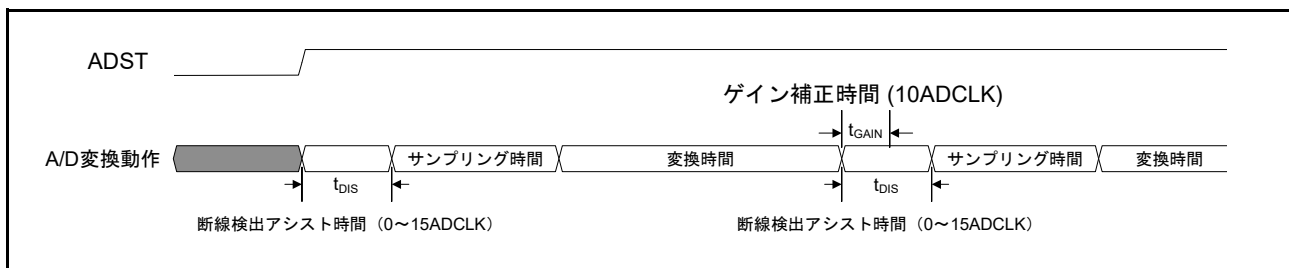 ADST
ゲイン補正時間 (10ADCLK)
tGAIN
A/D変換動作
サンプリング時間
変換時間
サンプリング時間
変換時間
tDIS
tDIS
断線検出アシスト時間（0～15ADCLK）
断線検出アシスト時間（0～15ADCLK）